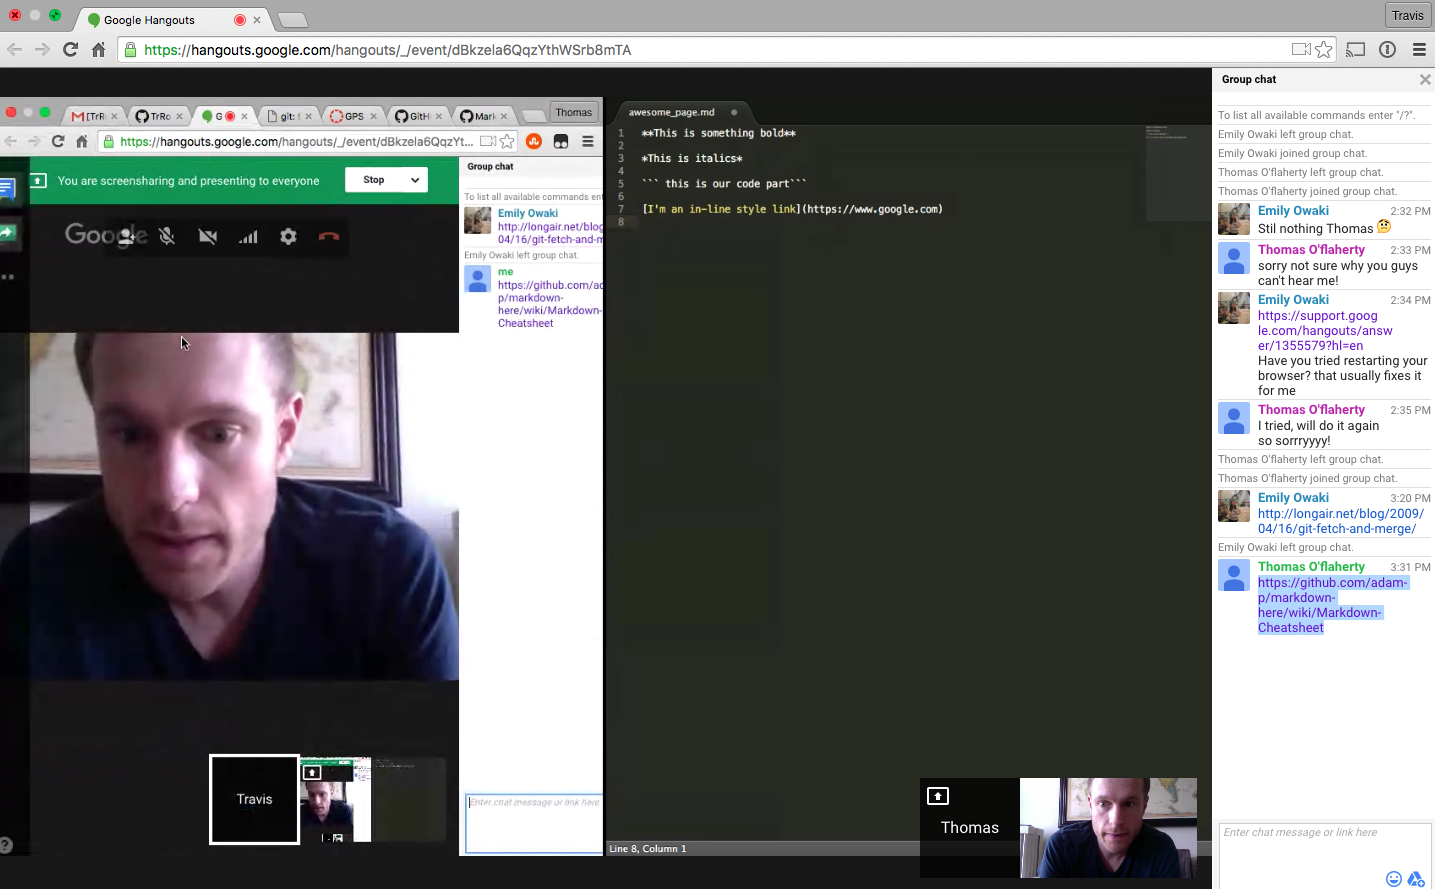 Google Hangouts
Travis
https://hangouts.google.com/hangouts/_/event/dBkzela6QqzYthWSrb8mTA
[TrR
TrRo
G
git: f
GPS
GitH
Mark
Thomas
https://hangouts.google.com/hangouts/_/event/dBkzela6QqzYt...
You are screensharing and presenting to everyone
Stop
Google
Group chat
To list all available commands ent
Emily Owaki
http://longair.net/blog
04/16/git-fetch-and-m
Emily Owaki left group chat.
me
https://github.com/ad
p/markdown-
here/wiki/Markdown-
Cheatsheet
Travis
Enter chat message or link here
awesome_page.md
1 **This is something bold**
2
3 *This is italics*
4
5 ``` this is our code part```
6
7 [I'm an in-line style link](https://www.google.com)
8
Line 8, Column 1
Thomas
Group chat
To list all available commands enter "/?".
Emily Owaki left group chat.
Emily Owaki joined group chat.
Thomas O'flaherty left group chat.
Thomas O'flaherty joined group chat.
Emily Owaki 2:32 PM
Stil nothing Thomas 🤔
Thomas O'flaherty 2:33 PM
sorry not sure why you guys
can't hear me!
Emily Owaki 2:34 PM
https://support.goog
le.com/hangouts/answ
er/1355579?hl=en
Have you tried restarting your
browser? that usually fixes it
for me
Thomas O'flaherty 2:35 PM
I tried, will do it again
so sorrryyyy!
Thomas O'flaherty left group chat.
Thomas O'flaherty joined group chat.
Emily Owaki 3:20 PM
http://longair.net/blog/2009/
04/16/git-fetch-and-merge/
Emily Owaki left group chat.
Thomas O'flaherty 3:31 PM
https://github.com/adam-
p/markdown-
here/wiki/Markdown-
Cheatsheet
Enter chat message or link here